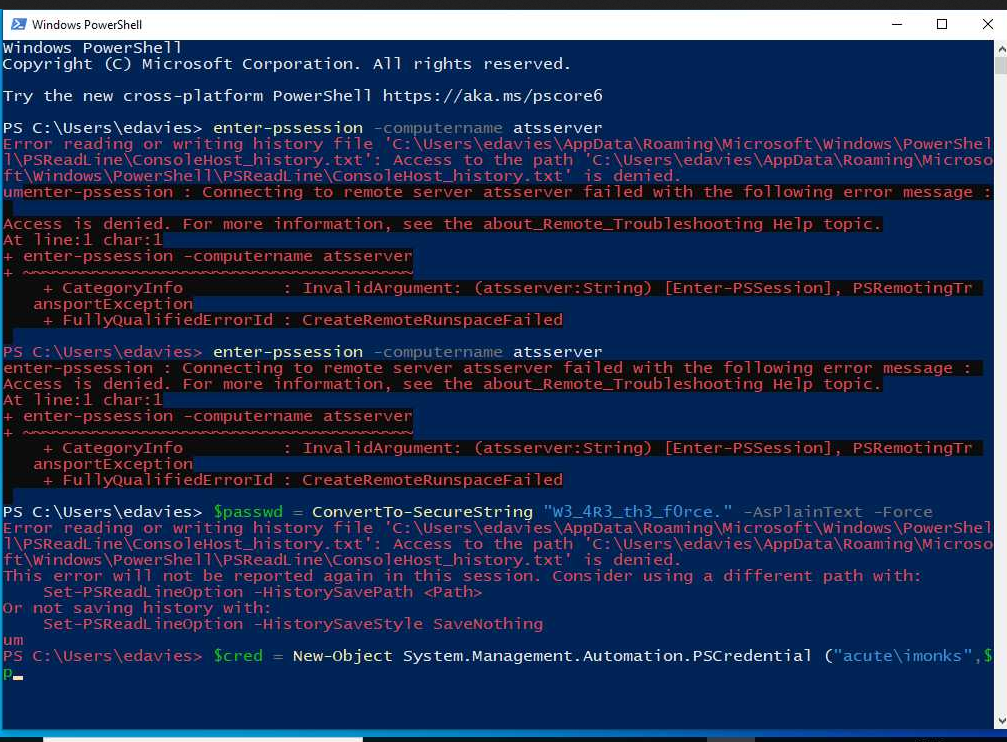 Windows PowerShell
Windows PowerShell
Copyright (C) Microsoft Corporation. All rights reserved.
Try the new cross-platform PowerShell https://aka.ms/pscore6
PS C:\Users\edavies> enter-pssession -computername atsserver
Error reading or writing history file 'C:\Users\edavies\AppData\Roaming\Microsoft\Windows\PowerShel
l\PSReadLine\ConsoleHost_history.txt': Access to the path 'C:\Users\edavies\AppData\Roaming\Microso
ft\Windows\PowerShell\PSReadLine\ConsoleHost_history.txt' is denied.
umenter-pssession : Connecting to remote server atsserver failed with the following error message :
Access is denied. For more information, see the about_Remote_Troubleshooting Help topic.
At line:1 char:1
+ enter-pssession -computername atsserver
+ ~~~~~~~~~~~~~~~~~~~~~~~~~~~~~~~~~~~~~~~
+ CategoryInfo : InvalidArgument: (atsserver:String) [Enter-PSSession], PSRemotingTr
ansportException
+ FullyQualifiedErrorId : CreateRemoteRunspaceFailed
PS C:\Users\edavies> enter-pssession -computername atsserver
enter-pssession : Connecting to remote server atsserver failed with the following error message :
Access is denied. For more information, see the about_Remote_Troubleshooting Help topic.
At line:1 char:1
+ enter-pssession -computername atsserver
+ ~~~~~~~~~~~~~~~~~~~~~~~~~~~~~~~~~~~~~~~
+ CategoryInfo : InvalidArgument: (atsserver:String) [Enter-PSSession], PSRemotingTr
ansportException
+ FullyQualifiedErrorId : CreateRemoteRunspaceFailed
PS C:\Users\edavies> $passwd = ConvertTo-SecureString "W3_4R3_th3_f0rce." -AsPlainText -Force
Error reading or writing history file 'C:\Users\edavies\AppData\Roaming\Microsoft\Windows\PowerShel
l\PSReadLine\ConsoleHost_history.txt': Access to the path 'C:\Users\edavies\AppData\Roaming\Microso
ft\Windows\PowerShell\PSReadLine\ConsoleHost_history.txt' is denied.
This error will not be reported again in this session. Consider using a different path with:
Set-PSReadLineOption -HistorySavePath <Path>
Or not saving history with:
Set-PSReadLineOption -HistorySaveStyle SaveNothing
um
PS C:\Users\edavies> $cred = New-Object System.Management.Automation.PSCredential ("acute\imonks",$
p